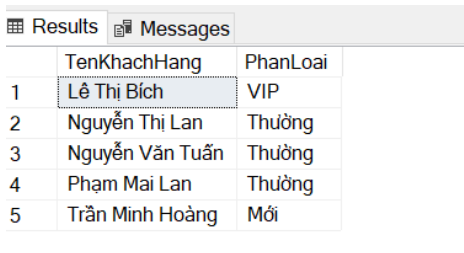 Results Messages
TenKhachHang PhanLoai
1 Lê Thị Bích VIP
2 Nguyễn Thị Lan Thường
3 Nguyễn Văn Tuấn Thường
4 Phạm Mai Lan Thường
5 Trần Minh Hoàng Mới